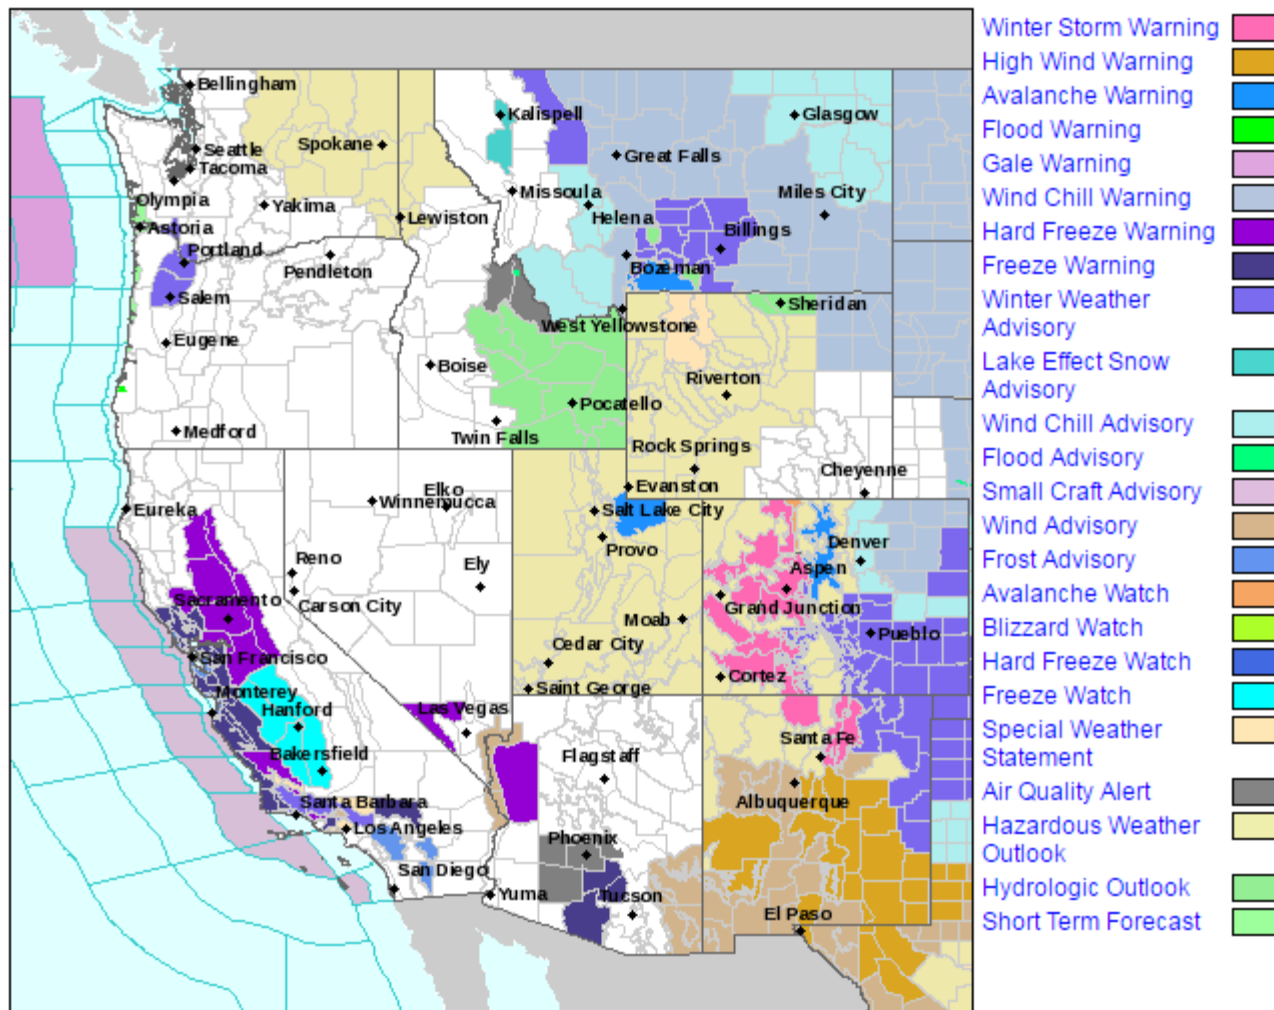 Bellingham
Seattle
Tacoma
Olympia
Astoria
Yakima
Spokane
Lewiston
Portland
Pendleton
Salem
Eugene
Medford
Kalispell
Great Falls
Glasgow
Missoula
Helena
Miles City
Billings
Bozeman
West Yellowstone
Sheridan
Boise
Pocatello
Twin Falls
Riverton
Rock Springs
Cheyenne
Evanston
Eureka
Winnemucca
Elko
Salt Lake City
Provo
Reno
Ely
Carson City
Denver
Aspen
Grand Junction
Sacramento
Moab
Pueblo
San Francisco
Cedar City
Cortez
Saint George
Monterey
Hanford
Las Vegas
Bakersfield
Flagstaff
Santa Fe
Albuquerque
Santa Barbara
Los Angeles
Phoenix
San Diego
Yuma
Tucson
El Paso
Winter Storm Warning
High Wind Warning
Avalanche Warning
Flood Warning
Gale Warning
Wind Chill Warning
Hard Freeze Warning
Freeze Warning
Winter Weather
Advisory
Lake Effect Snow
Advisory
Wind Chill Advisory
Flood Advisory
Small Craft Advisory
Wind Advisory
Frost Advisory
Avalanche Watch
Blizzard Watch
Hard Freeze Watch
Freeze Watch
Special Weather
Statement
Air Quality Alert
Hazardous Weather
Outlook
Hydrologic Outlook
Short Term Forecast